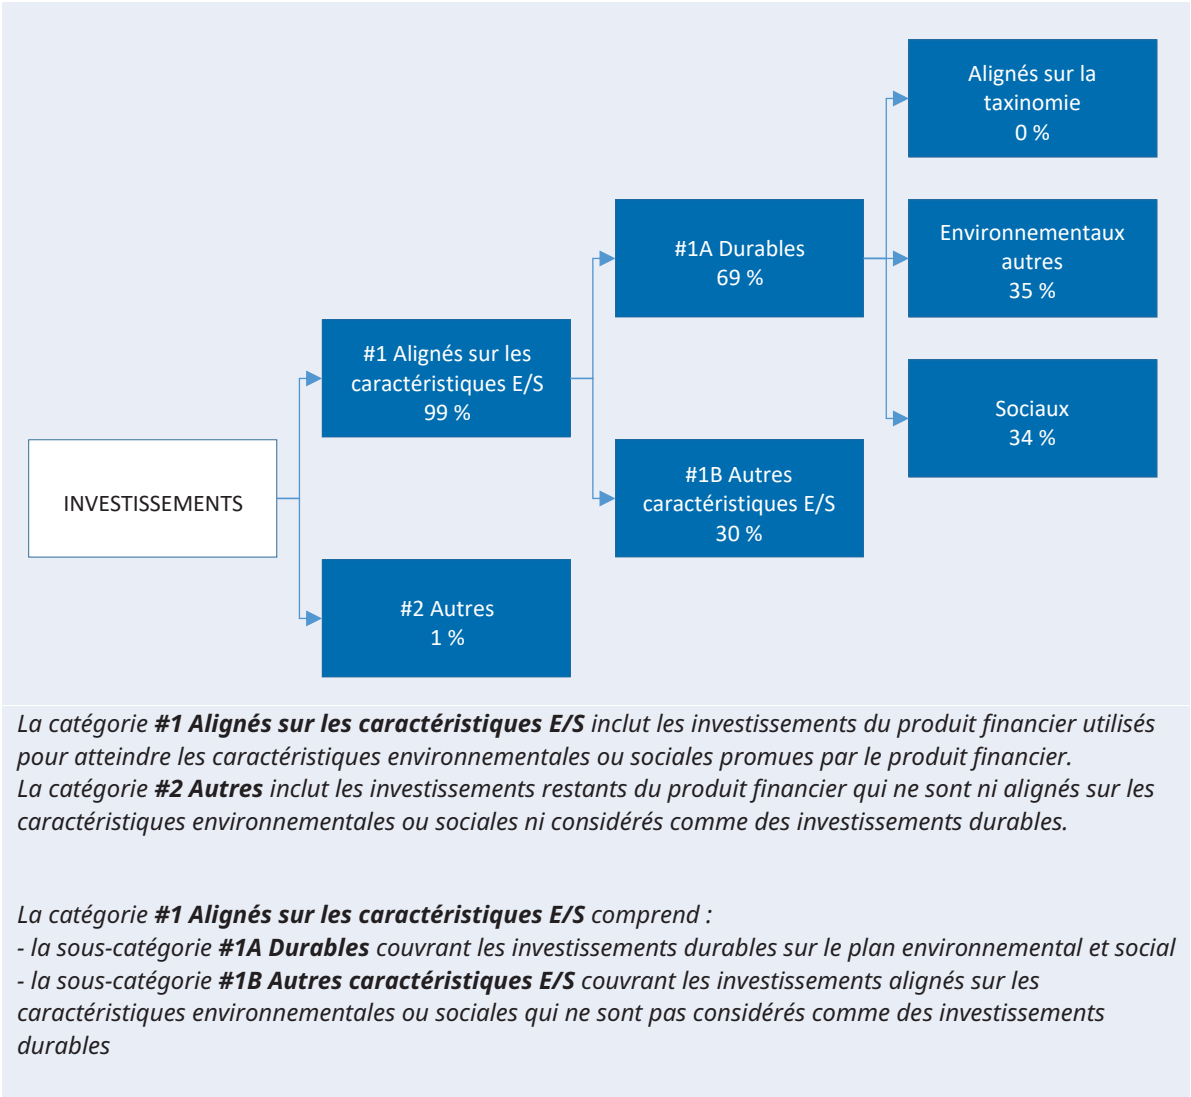 Alignés sur la
taxinomie
0 %
#1A Durables
69 %
Environnementaux
autres
35 %
#1 Alignés sur les
caractéristiques E/S
99 %
Sociaux
34 %
INVESTISSEMENTS
#1B Autres
caractéristiques E/S
30 %
#2 Autres
1 %
La catégorie #1 Alignés sur les caractéristiques E/S inclut les investissements du produit financier utilisés
pour atteindre les caractéristiques environnementales ou sociales promues par le produit financier.
La catégorie #2 Autres inclut les investissements restants du produit financier qui ne sont ni alignés sur les
caractéristiques environnementales ou sociales ni considérés comme des investissements durables.
La catégorie #1 Alignés sur les caractéristiques E/S comprend :
- la sous-catégorie #1A Durables couvrant les investissements durables sur le plan environnemental et social
- la sous-catégorie #1B Autres caractéristiques E/S couvrant les investissements alignés sur les
caractéristiques environnementales ou sociales qui ne sont pas considérés comme des investissements
durables